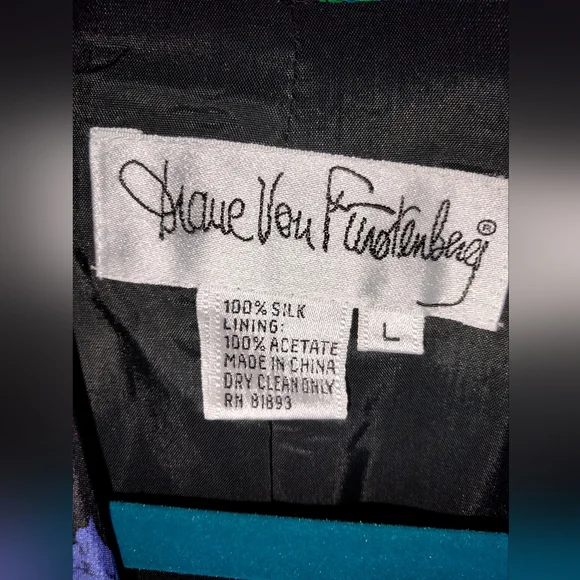 Diane Von Furstenberg®
100% SILK
LINING:
100% ACETATE
MADE IN CHINA
DRY CLEAN ONLY
RN 81893
L